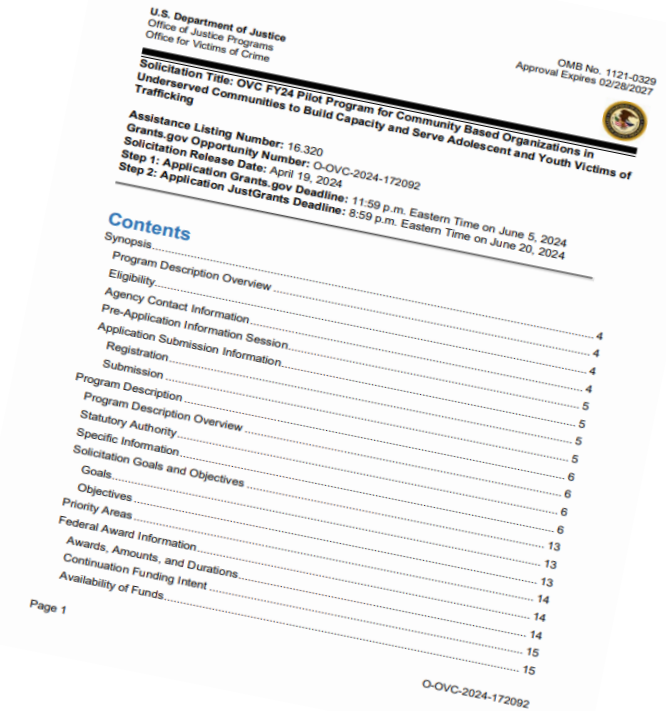 U.S. Department of Justice
Office of Justice Programs
Office for Victims of Crime
OMB No. 1121-0329
Approval Expires 02/28/2027
Solicitation Title: OVC FY24 Pilot Program for Community Based Organizations in
Underserved Communities to Build Capacity and Serve Adolescent and Youth Victims of
Trafficking
Assistance Listing Number: 16.320
Grants.gov Opportunity Number: O-OVC-2024-172092
Solicitation Release Date: April 19, 2024
Step 1: Application Grants.gov Deadline: 11:59 p.m. Eastern Time on June 5, 2024
Step 2: Application JustGrants Deadline: 8:59 p.m. Eastern Time on June 20, 2024
Contents
Synopsis 4
Program Description Overview 4
Eligibility 4
Agency Contact Information 4
Pre-Application Information Session 5
Application Submission Information 5
Registration 5
Submission 5
Program Description 6
Program Description Overview 6
Statutory Authority 6
Specific Information 6
Solicitation Goals and Objectives 13
Goals 13
Objectives 13
Priority Areas 14
Federal Award Information 14
Awards, Amounts, and Durations 14
Continuation Funding Intent 15
Availability of Funds 15
Page 1
O-OVC-2024-172092